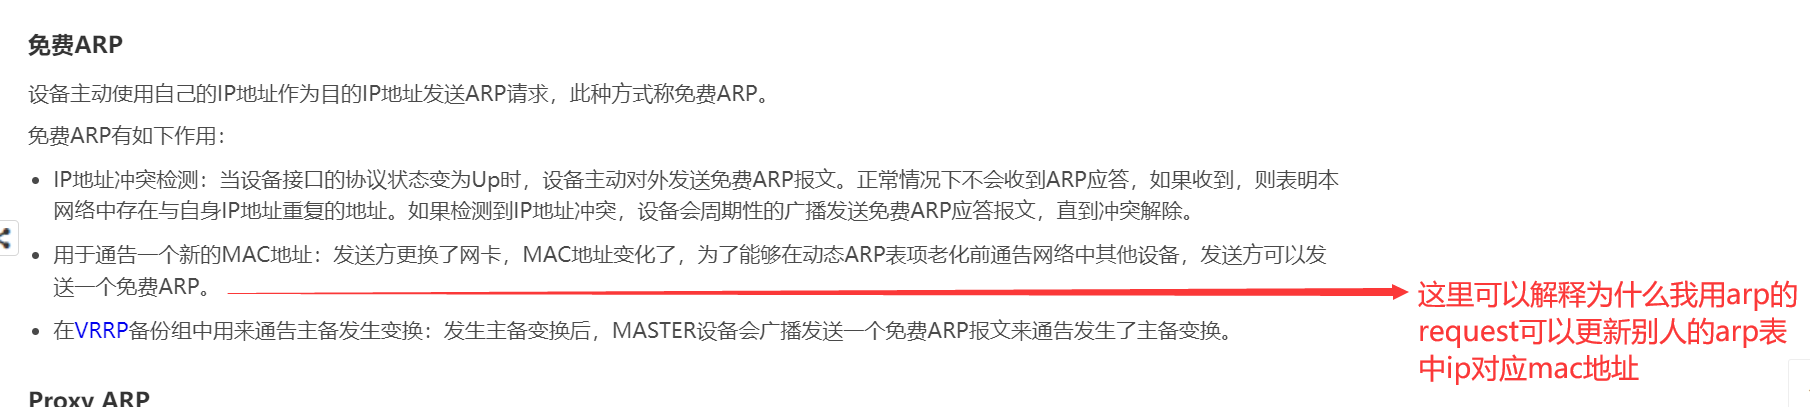 免费ARP
设备主动使用自己的IP地址作为目的IP地址发送ARP请求，此种方式称免费ARP。
免费ARP有如下作用：
IP地址冲突检测：当设备接口的协议状态变为Up时，设备主动对外发送免费ARP报文。正常情况下不会收到ARP应答，如果收到，则表明本
网络中存在与自身IP地址重复的地址。如果检测到IP地址冲突，设备会周期性的广播发送免费ARP应答报文，直到冲突解除。
用于通告一个新的MAC地址：发送方更换了网卡，MAC地址变化了，为了能够在动态ARP表项老化前通告网络中其他设备，发送方可以发
送一个免费ARP。
这里可以解释为什么我用arp的
request可以更新别人的arp表
中ip对应mac地址
在VRRP备份组中用来通告主备发生变换：发生主备变换后，MASTER设备会广播发送一个免费ARP报文来通告发生了主备变换。
Proxy ARP